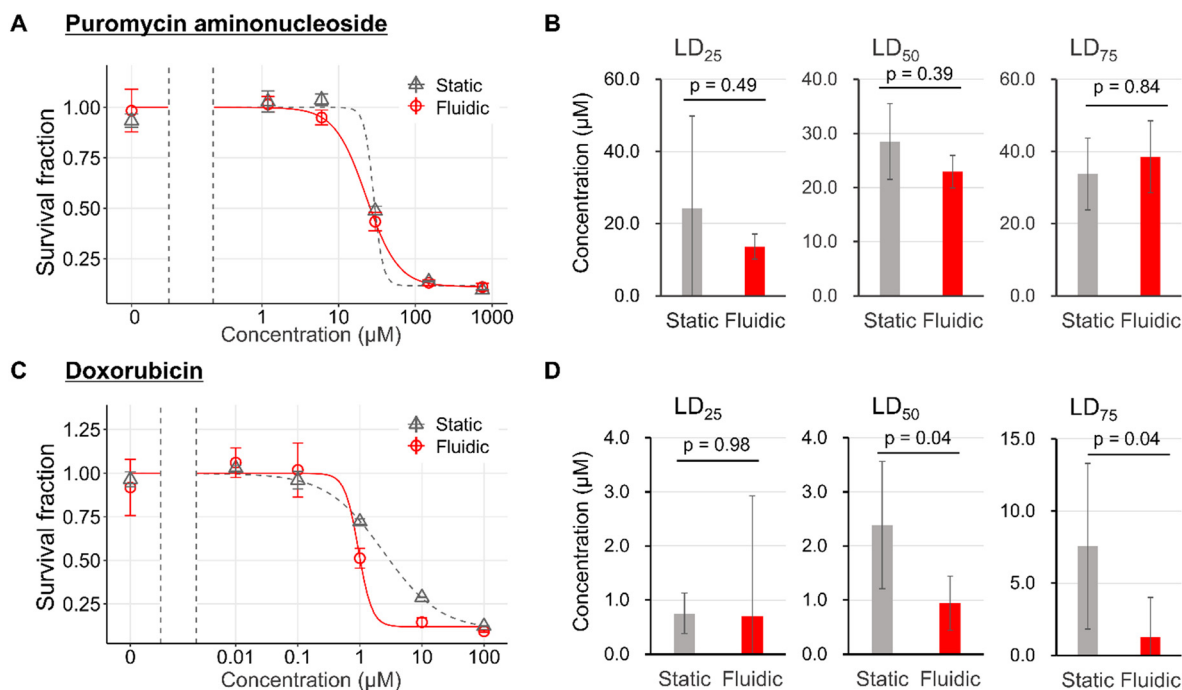 A Puromycin aminonucleoside
Static
Fluidic
1.00
0.75
0.50
0.25
Survival fraction
0 1 10 100 1000
Concentration (µM)
B
LD25 LD50 LD75
60.0 40.0 60.0
p = 0.49 p = 0.39 p = 0.84
40.0 30.0 40.0
20.0 20.0 20.0
10.0
0.0 0.0 0.0
Concentration (µM)
Static Fluidic Static Fluidic Static Fluidic
C Doxorubicin
Static
Fluidic
1.25
1.00
0.75
0.50
0.25
Survival fraction
0 0.01 0.1 1 10 100
Concentration (µM)
D
LD25 LD50 LD75
4.0 4.0 15.0
p = 0.98 p = 0.04 p = 0.04
3.0 3.0 10.0
2.0 2.0
1.0 1.0 5.0
0.0 0.0 0.0
Concentration (µM)
Static Fluidic Static Fluidic Static Fluidic